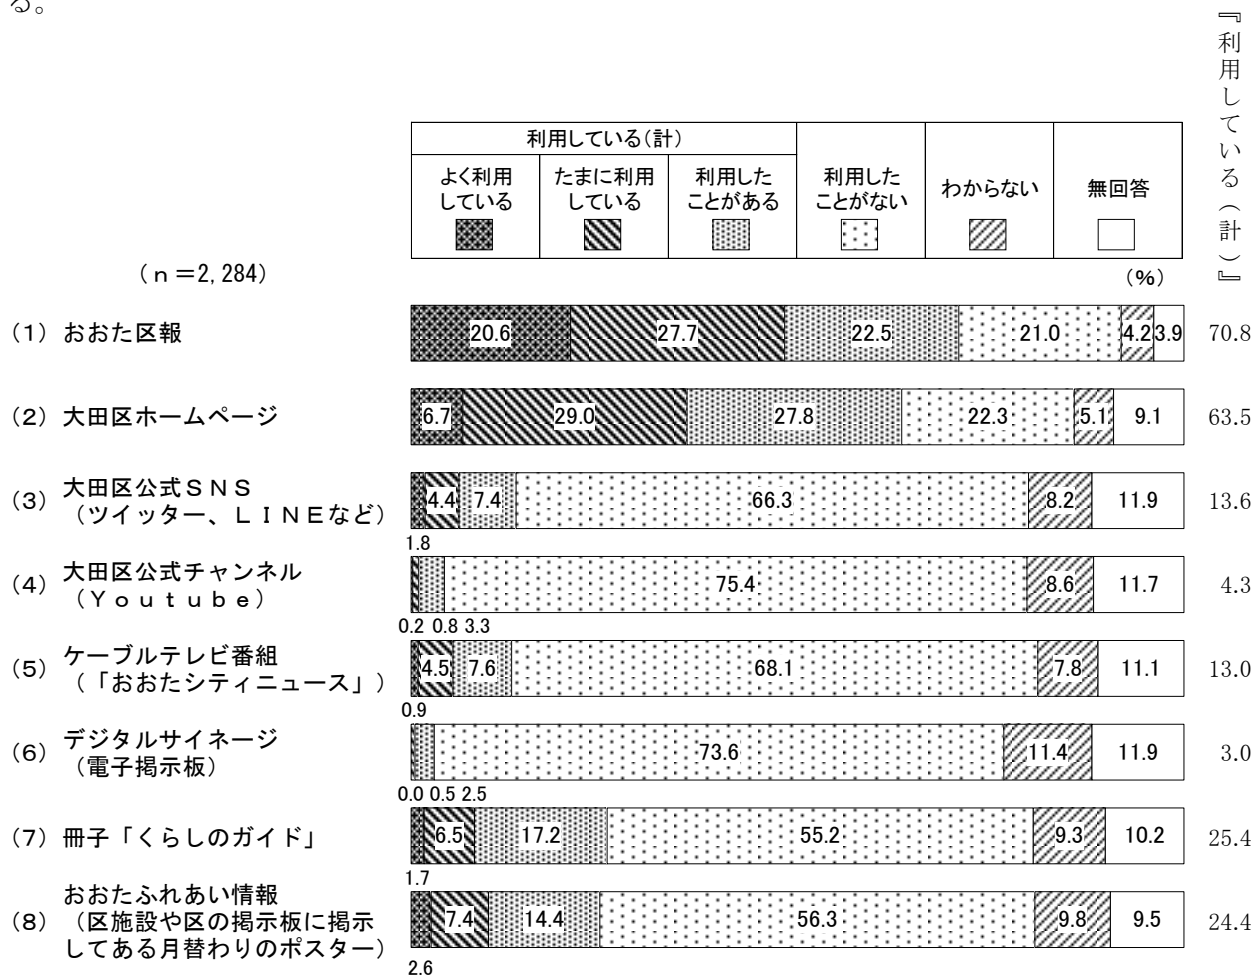 る。
『利用している（計）』
利用している(計)
よく利用
している
たまに利用
している
利用した
ことがある
利用した
ことがない
わからない
無回答
（ｎ＝2,284）
(%)
(1) おおた区報
20.6 27.7 22.5 21.0 4.2 3.9 70.8
(2) 大田区ホームページ
6.7 29.0 27.8 22.3 5.1 9.1 63.5
(3) 大田区公式ＳＮＳ
（ツイッター、ＬＩＮＥなど）
4.4 7.4 66.3 8.2 11.9 13.6
1.8
(4) 大田区公式チャンネル
（Ｙｏｕｔｕｂｅ）
75.4 8.6 11.7 4.3
0.2 0.8 3.3
(5) ケーブルテレビ番組
（「おおたシティニュース」）
4.5 7.6 68.1 7.8 11.1 13.0
0.9
(6) デジタルサイネージ
（電子掲示板）
73.6 11.4 11.9 3.0
0.0 0.5 2.5
(7) 冊子「くらしのガイド」
6.5 17.2 55.2 9.3 10.2 25.4
1.7
(8) おおたふれあい情報
（区施設や区の掲示板に掲示
してある月替わりのポスター）
7.4 14.4 56.3 9.8 9.5 24.4
2.6